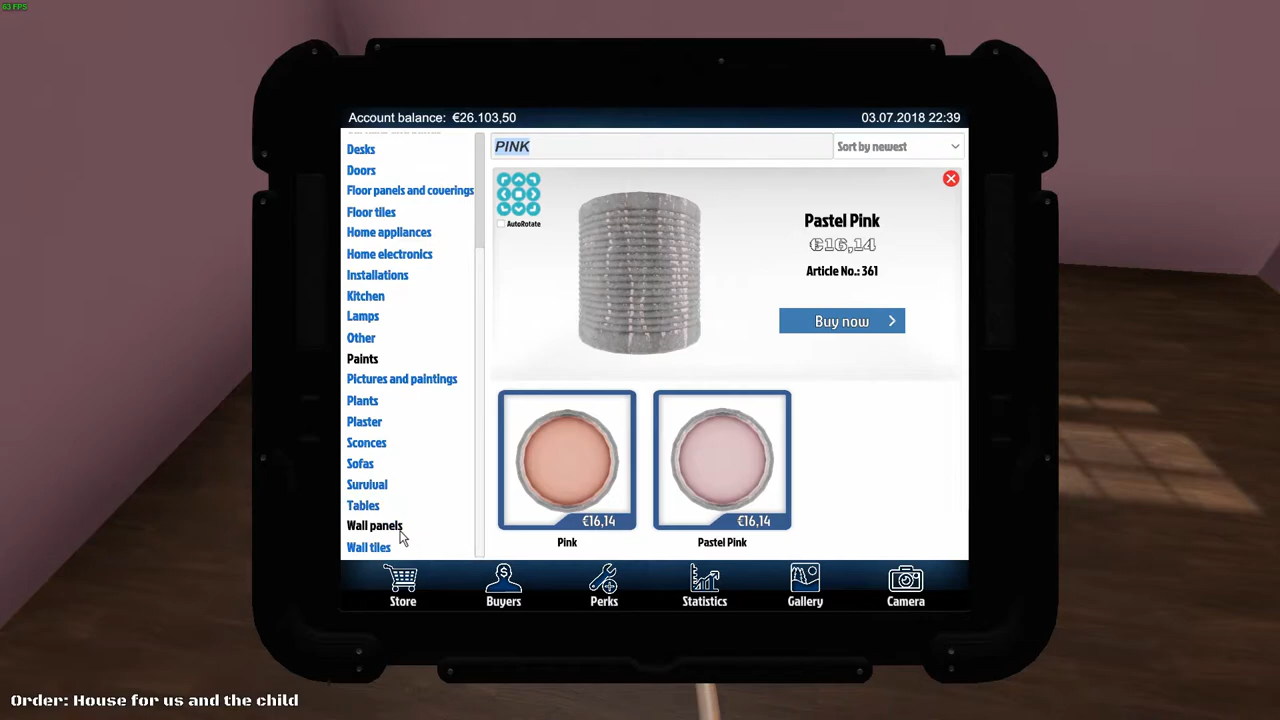 63 FPS
Account balance: €26.103,50
03.07.2018 22:39
Desks
Doors
Floor panels and coverings
Floor tiles
Home appliances
Home electronics
Installations
Kitchen
Lamps
Other
Paints
Pictures and paintings
Plants
Plaster
Sconces
Sofas
Survival
Tables
Wall panels
Wall tiles
PINK
Sort by newest
AutoRotate
Pastel Pink
€16,14
Article No.: 361
Buy now
€16,14
€16,14
Pink
Pastel Pink
Store
Buyers
Perks
Statistics
Gallery
Camera
Order: House for us and the child